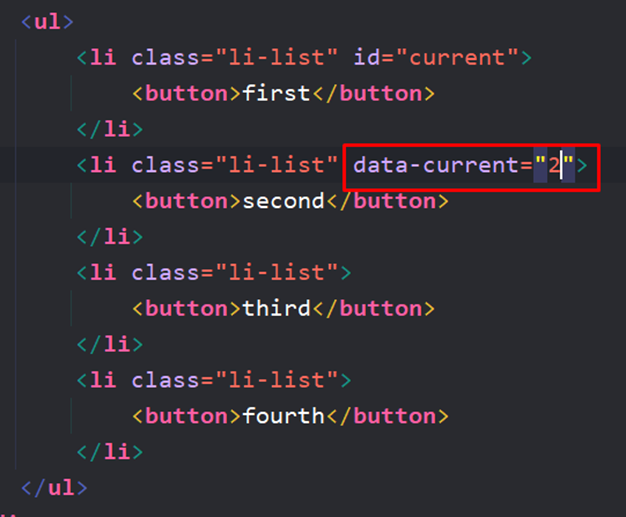 <ul>
<li class="li-list" id="current">
<button>first</button>
</li>
<li class="li-list" data-current="2">
<button>second</button>
</li>
<li class="li-list">
<button>third</button>
</li>
<li class="li-list">
<button>fourth</button>
</li>
</ul>